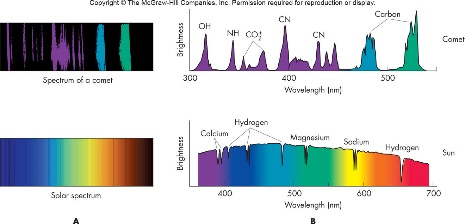 Copyright © The McGraw-Hill Companies, Inc. Permission required for reproduction or display.
OH
NH
CO₂⁺
CN
CN
Carbon
Brightness
Comet
300
400
500
Wavelength (nm)
Spectrum of a comet
Calcium
Hydrogen
Magnesium
Sodium
Hydrogen
Brightness
Sun
400
500
600
700
Wavelength (nm)
Solar spectrum
A
B